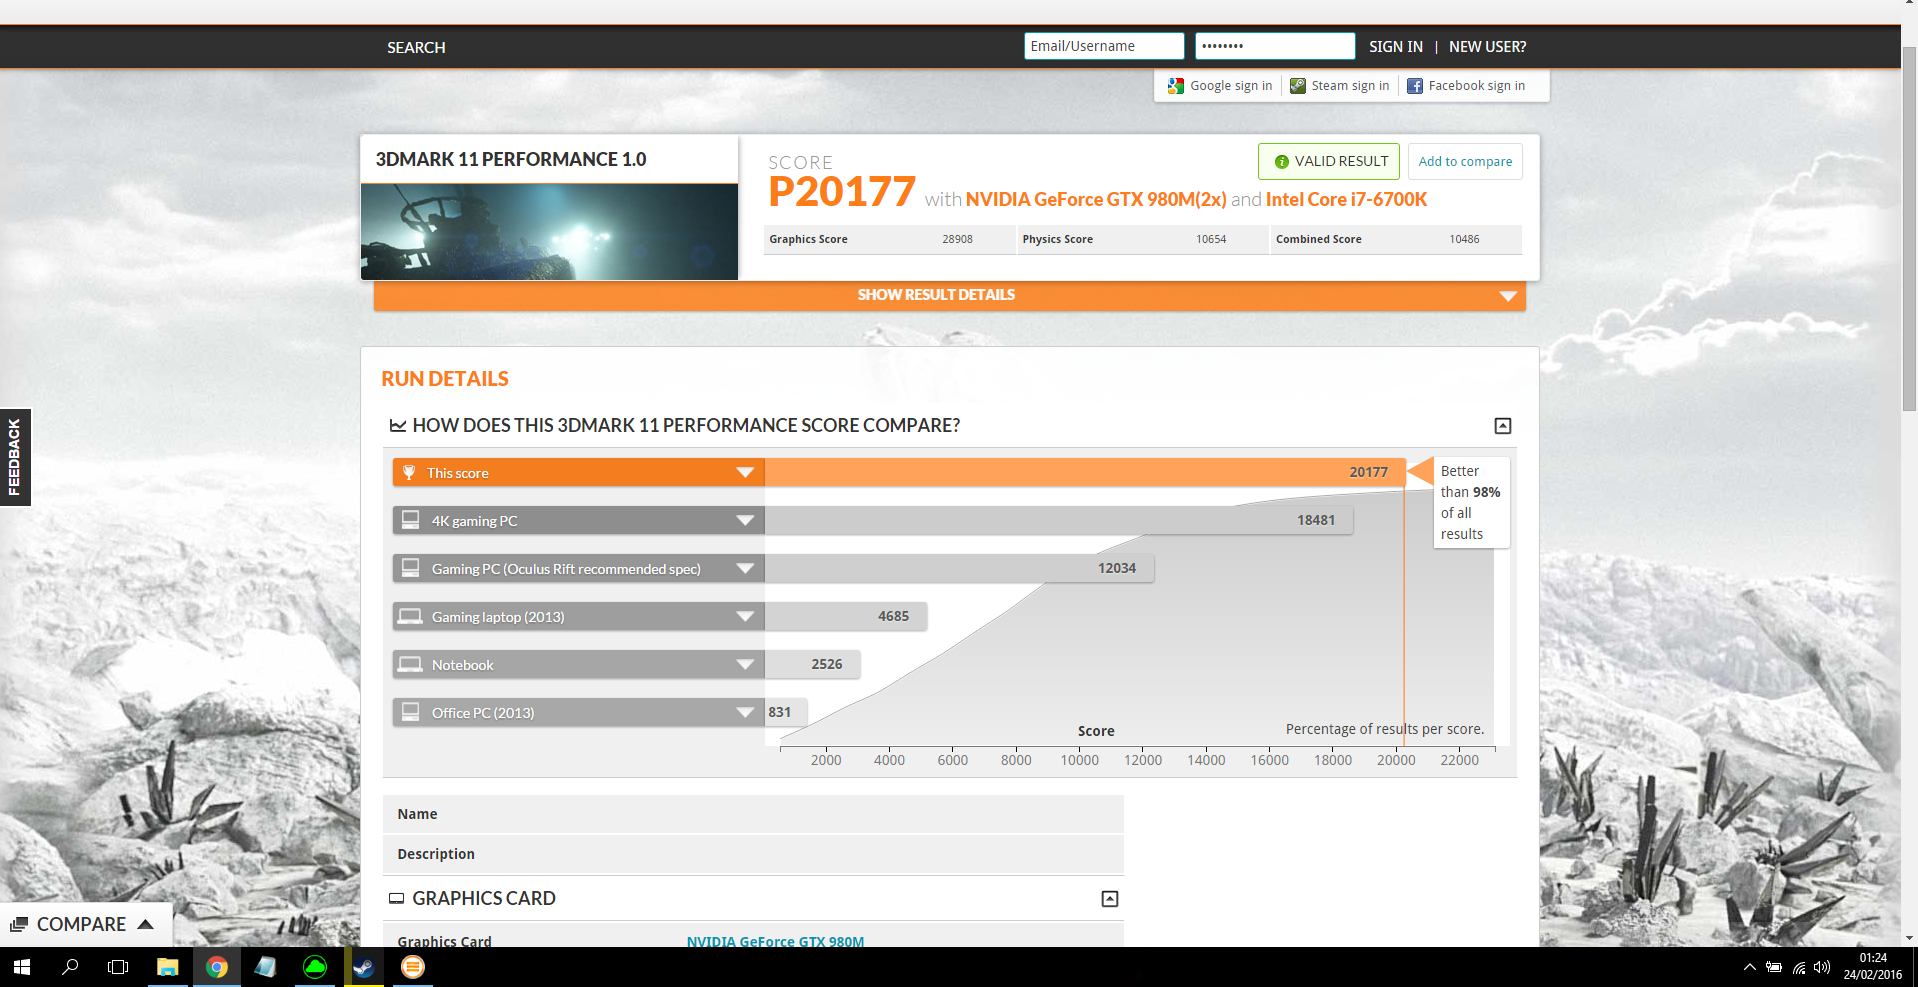 SEARCH
Email/Username
••••••••
SIGN IN | NEW USER?
Google sign in
Steam sign in
Facebook sign in
3DMARK 11 PERFORMANCE 1.0
SCORE
VALID RESULT
Add to compare
P20177 with NVIDIA GeForce GTX 980M(2x) and Intel Core i7-6700K
Graphics Score 28908
Physics Score 10654
Combined Score 10486
SHOW RESULT DETAILS
RUN DETAILS
FEEDBACK
HOW DOES THIS 3DMARK 11 PERFORMANCE SCORE COMPARE?
This score 20177
Better
than 98%
of all
results
4K gaming PC 18481
Gaming PC (Oculus Rift recommended spec) 12034
Gaming laptop (2013) 4685
Notebook 2526
Office PC (2013) 831
Score
Percentage of results per score.
2000 4000 6000 8000 10000 12000 14000 16000 18000 20000 22000
Name
Description
GRAPHICS CARD
COMPARE
Graphics Card NVIDIA GeForce GTX 980M
01:24
24/02/2016